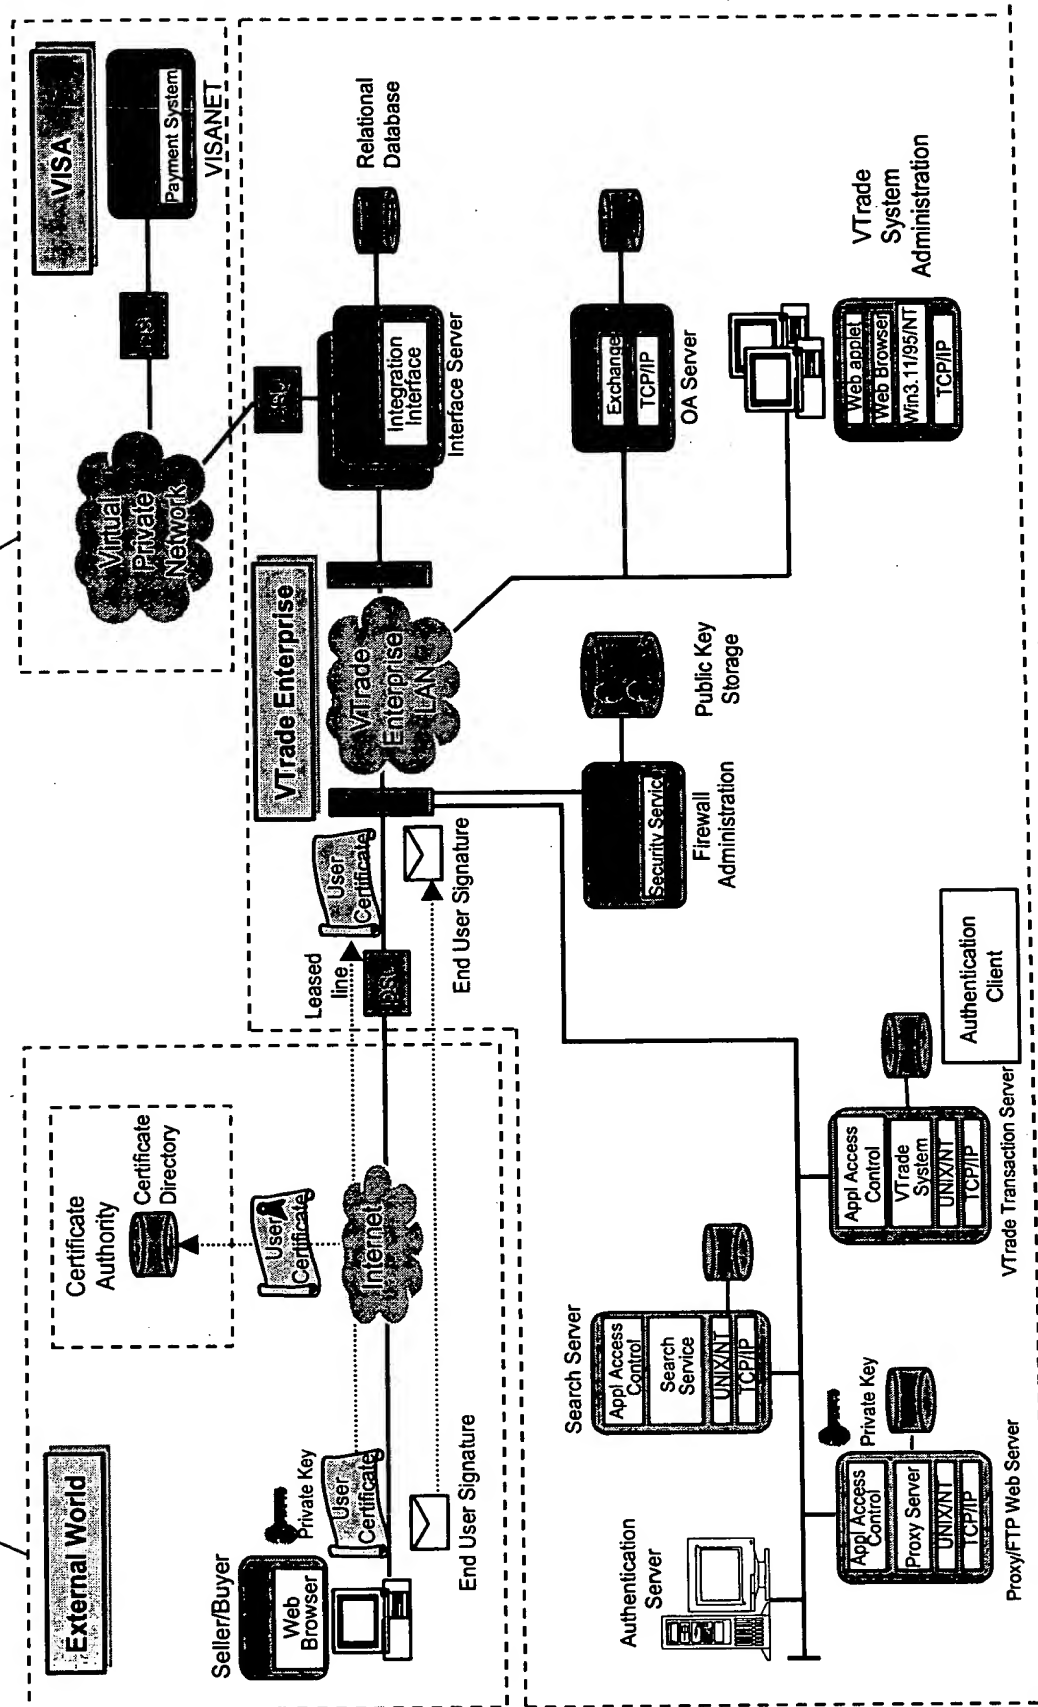 External World
Seller/Buyer
Web
Browser
Private Key
User
Certificate
End User Signature
Certificate
Authority
Certificate
Directory
User
Certificate
Internet
Leased
line
DSU
User
Certificate
End User Signature
VTrade Enterprise
VTrade
Enterprise
LAN
VISA
Payment System
VISANET
DSU
Virtual
Private
Network
DSU
Integration
Interface
Interface Server
Relational
Database
Exchange
TCP/IP
OA Server
Web applet
Web Browser
Win3.11/95/NT
TCP/IP
VTrade
System
Administration
Security Service
Firewall
Administration
Public Key
Storage
Authentication
Server
Search Server
Appl Access
Control
Search
Service
UNIX/NT
TCP/IP
Private Key
Appl Access
Control
Proxy Server
UNIX/NT
TCP/IP
Proxy/FTP Web Server
Appl Access
Control
VTrade
System
UNIX/NT
TCP/IP
VTrade Transaction Server
Authentication
Client